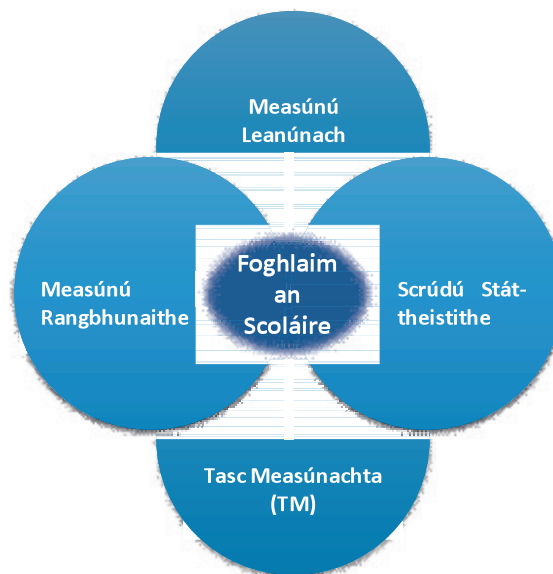 Measúnú
Leanúnach
Measúnú
Rangbhunaithe
Foghlaim
an
Scoláire
Scrúdú Stát-
theistithe
Tasc Measúnachta
(TM)